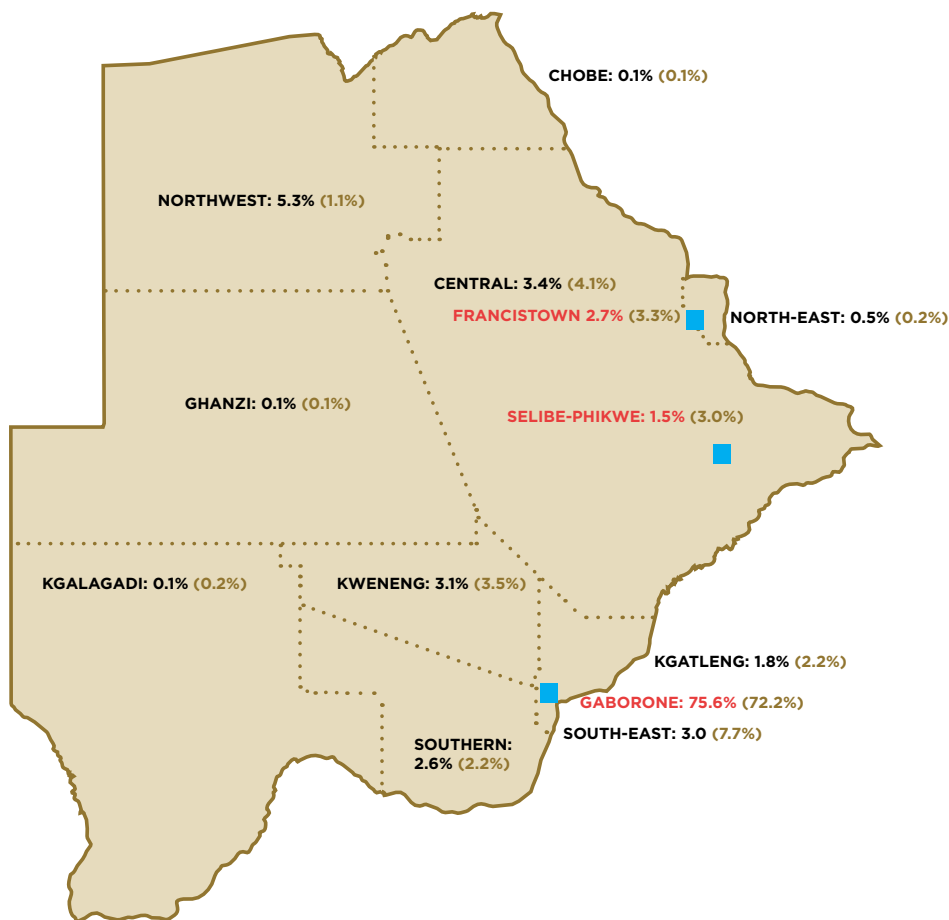 CHOBE: 0.1% (0.1%)
NORTHWEST: 5.3% (1.1%)
CENTRAL: 3.4% (4.1%)
FRANCISTOWN 2.7% (3.3%)
NORTH-EAST: 0.5% (0.2%)
GHANZI: 0.1% (0.1%)
SELIBE-PHIKWE: 1.5% (3.0%)
KGALAGADI: 0.1% (0.2%)
KWENENG: 3.1% (3.5%)
KGATLENG: 1.8% (2.2%)
GABORONE: 75.6% (72.2%)
SOUTH-EAST: 3.0 (7.7%)
SOUTHERN:
2.6% (2.2%)